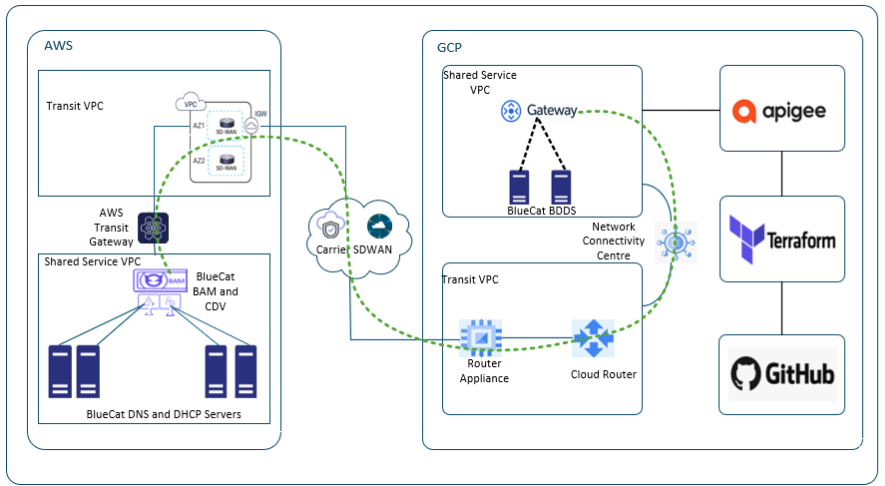 AWS
Transit VPC
VPC
IGW
AZ1
SD-WAN
AZ2
SD-WAN
AWS
Transit
Gateway
Shared Service VPC
BAM
BlueCat
BAM and
CDV
BlueCat DNS and DHCP Servers
Carrier SDWAN
GCP
Shared Service
VPC
Gateway
BlueCat BDDS
Network
Connectivity
Centre
Transit VPC
Router
Appliance
Cloud Router
apigee
Terraform
GitHub